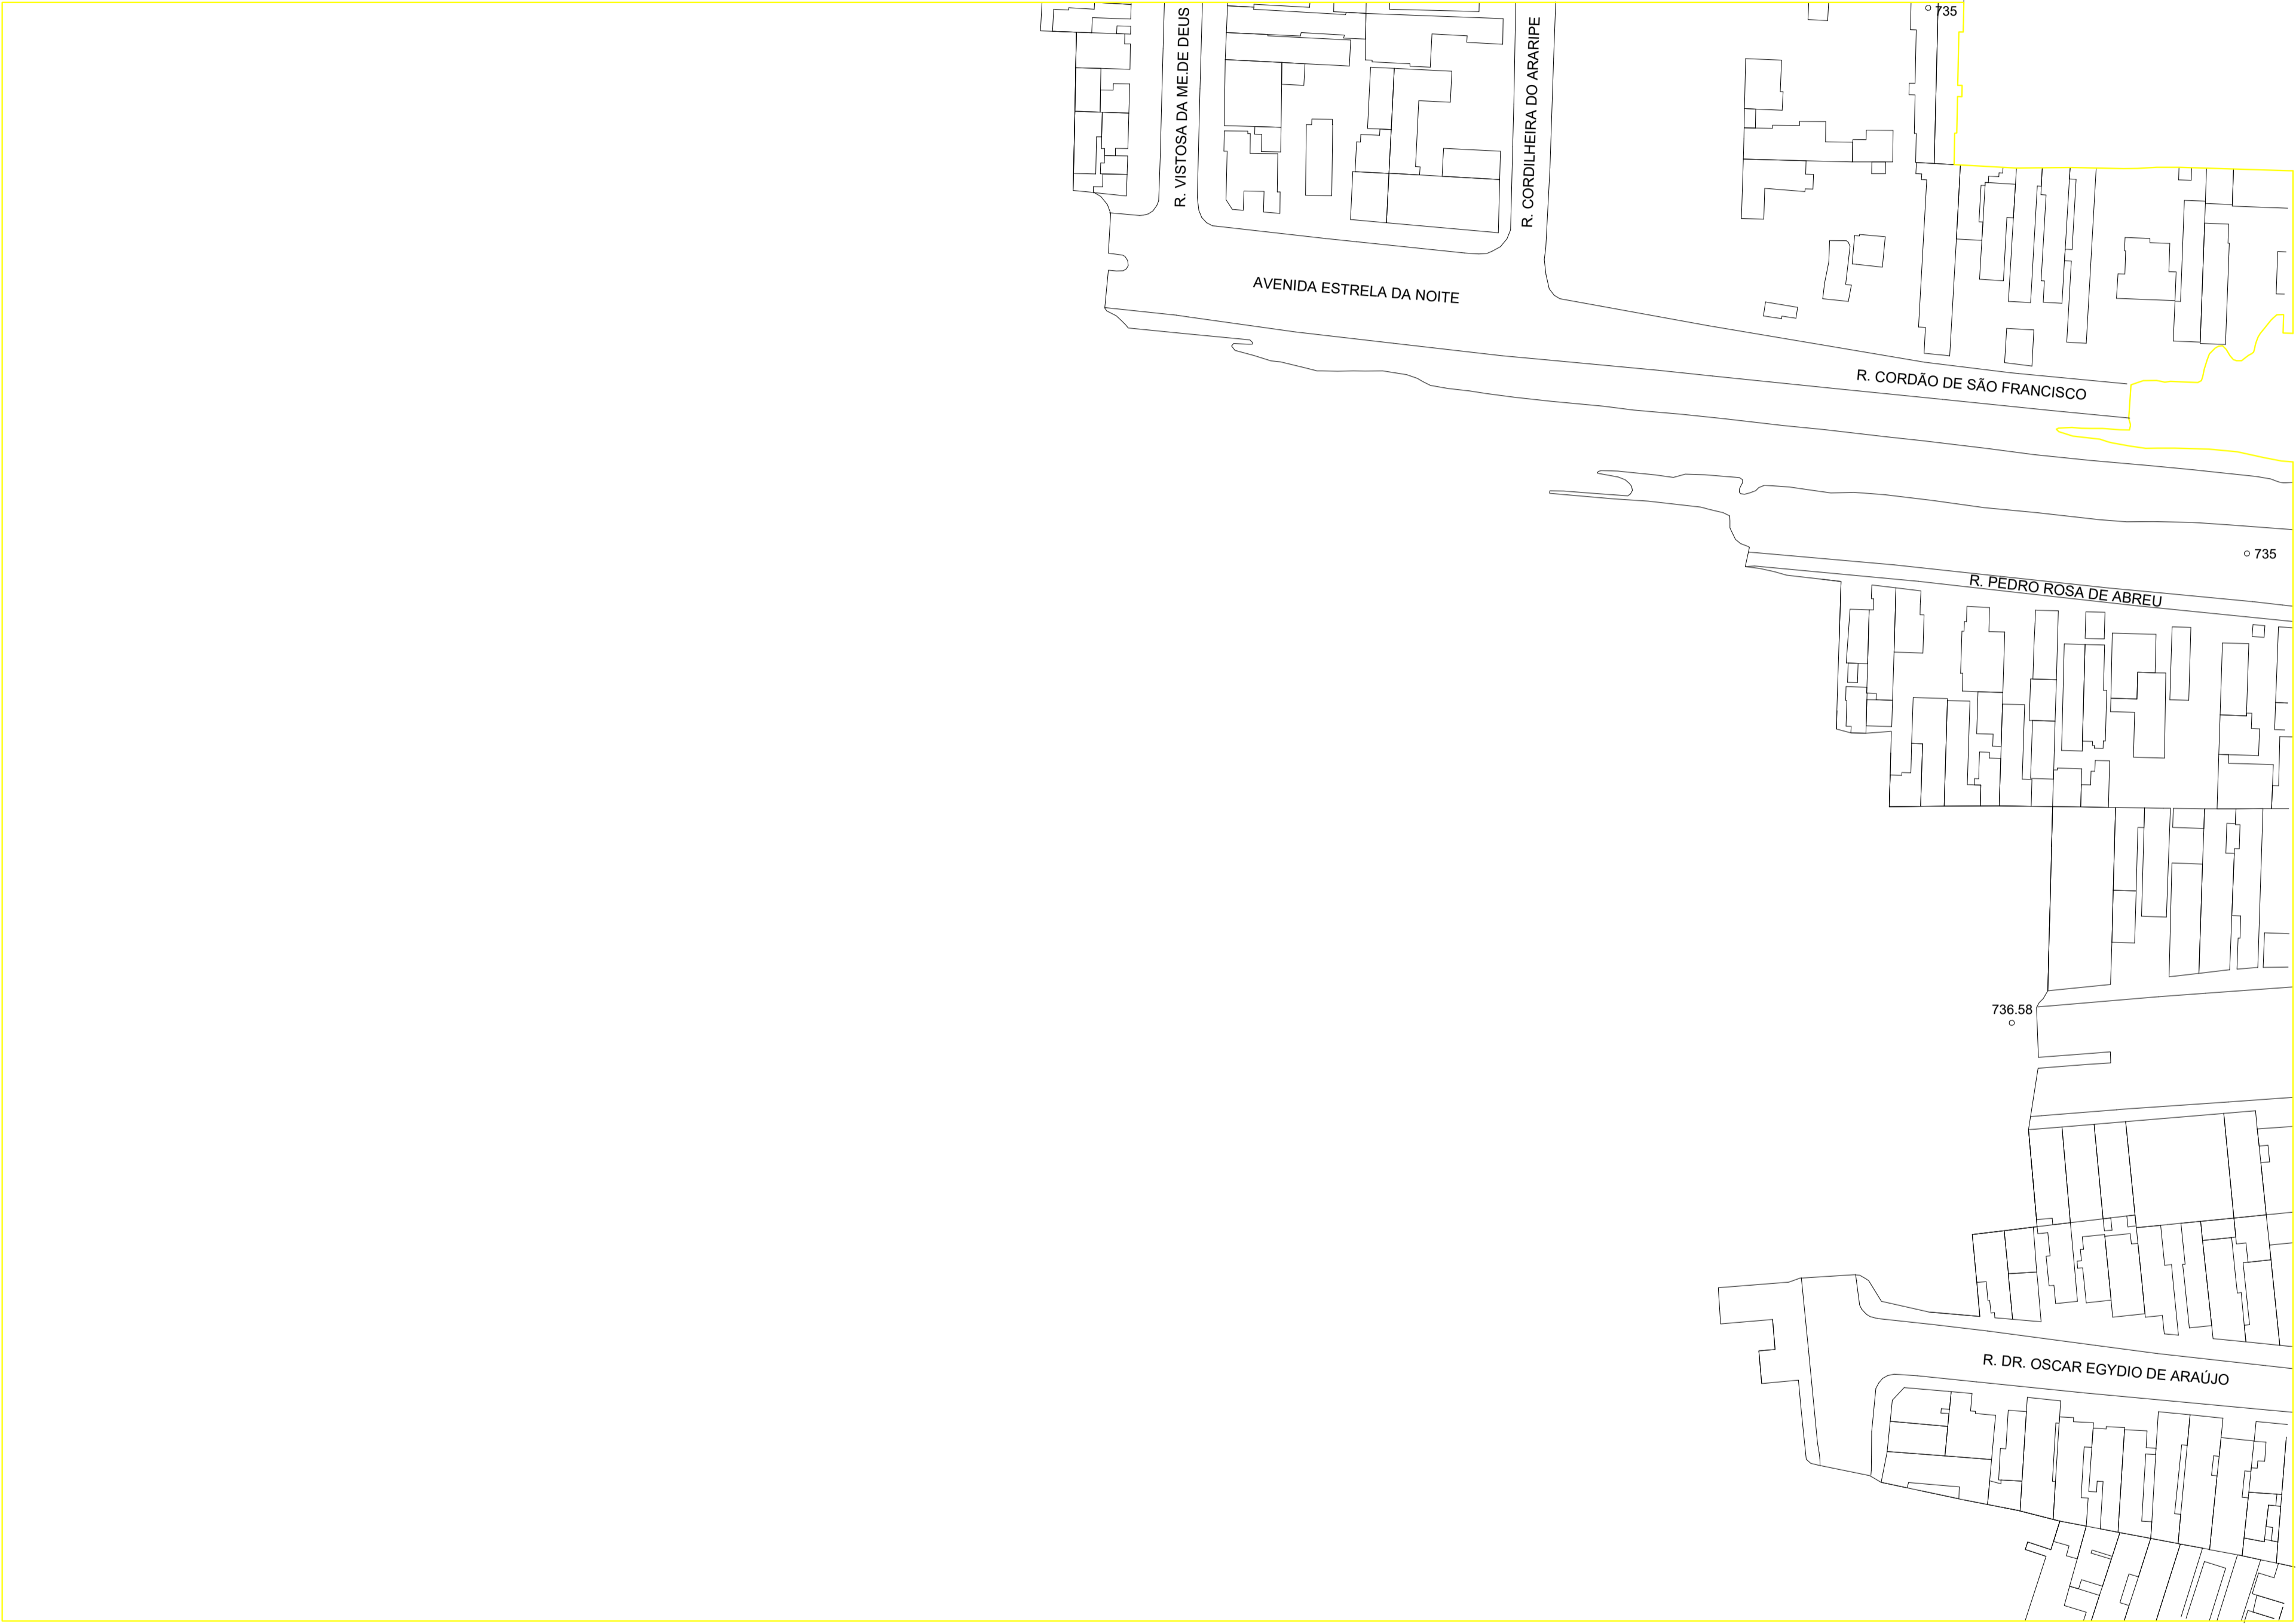 735
R. VISTOSA DA ME.DE DEUS
R. CORDILHEIRA DO ARARIPE
AVENIDA ESTRELA DA NOITE
R. CORDÃO DE SÃO FRANCISCO
735
R. PEDRO ROSA DE ABREU
736.58
R. DR. OSCAR EGYDIO DE ARAÚJO